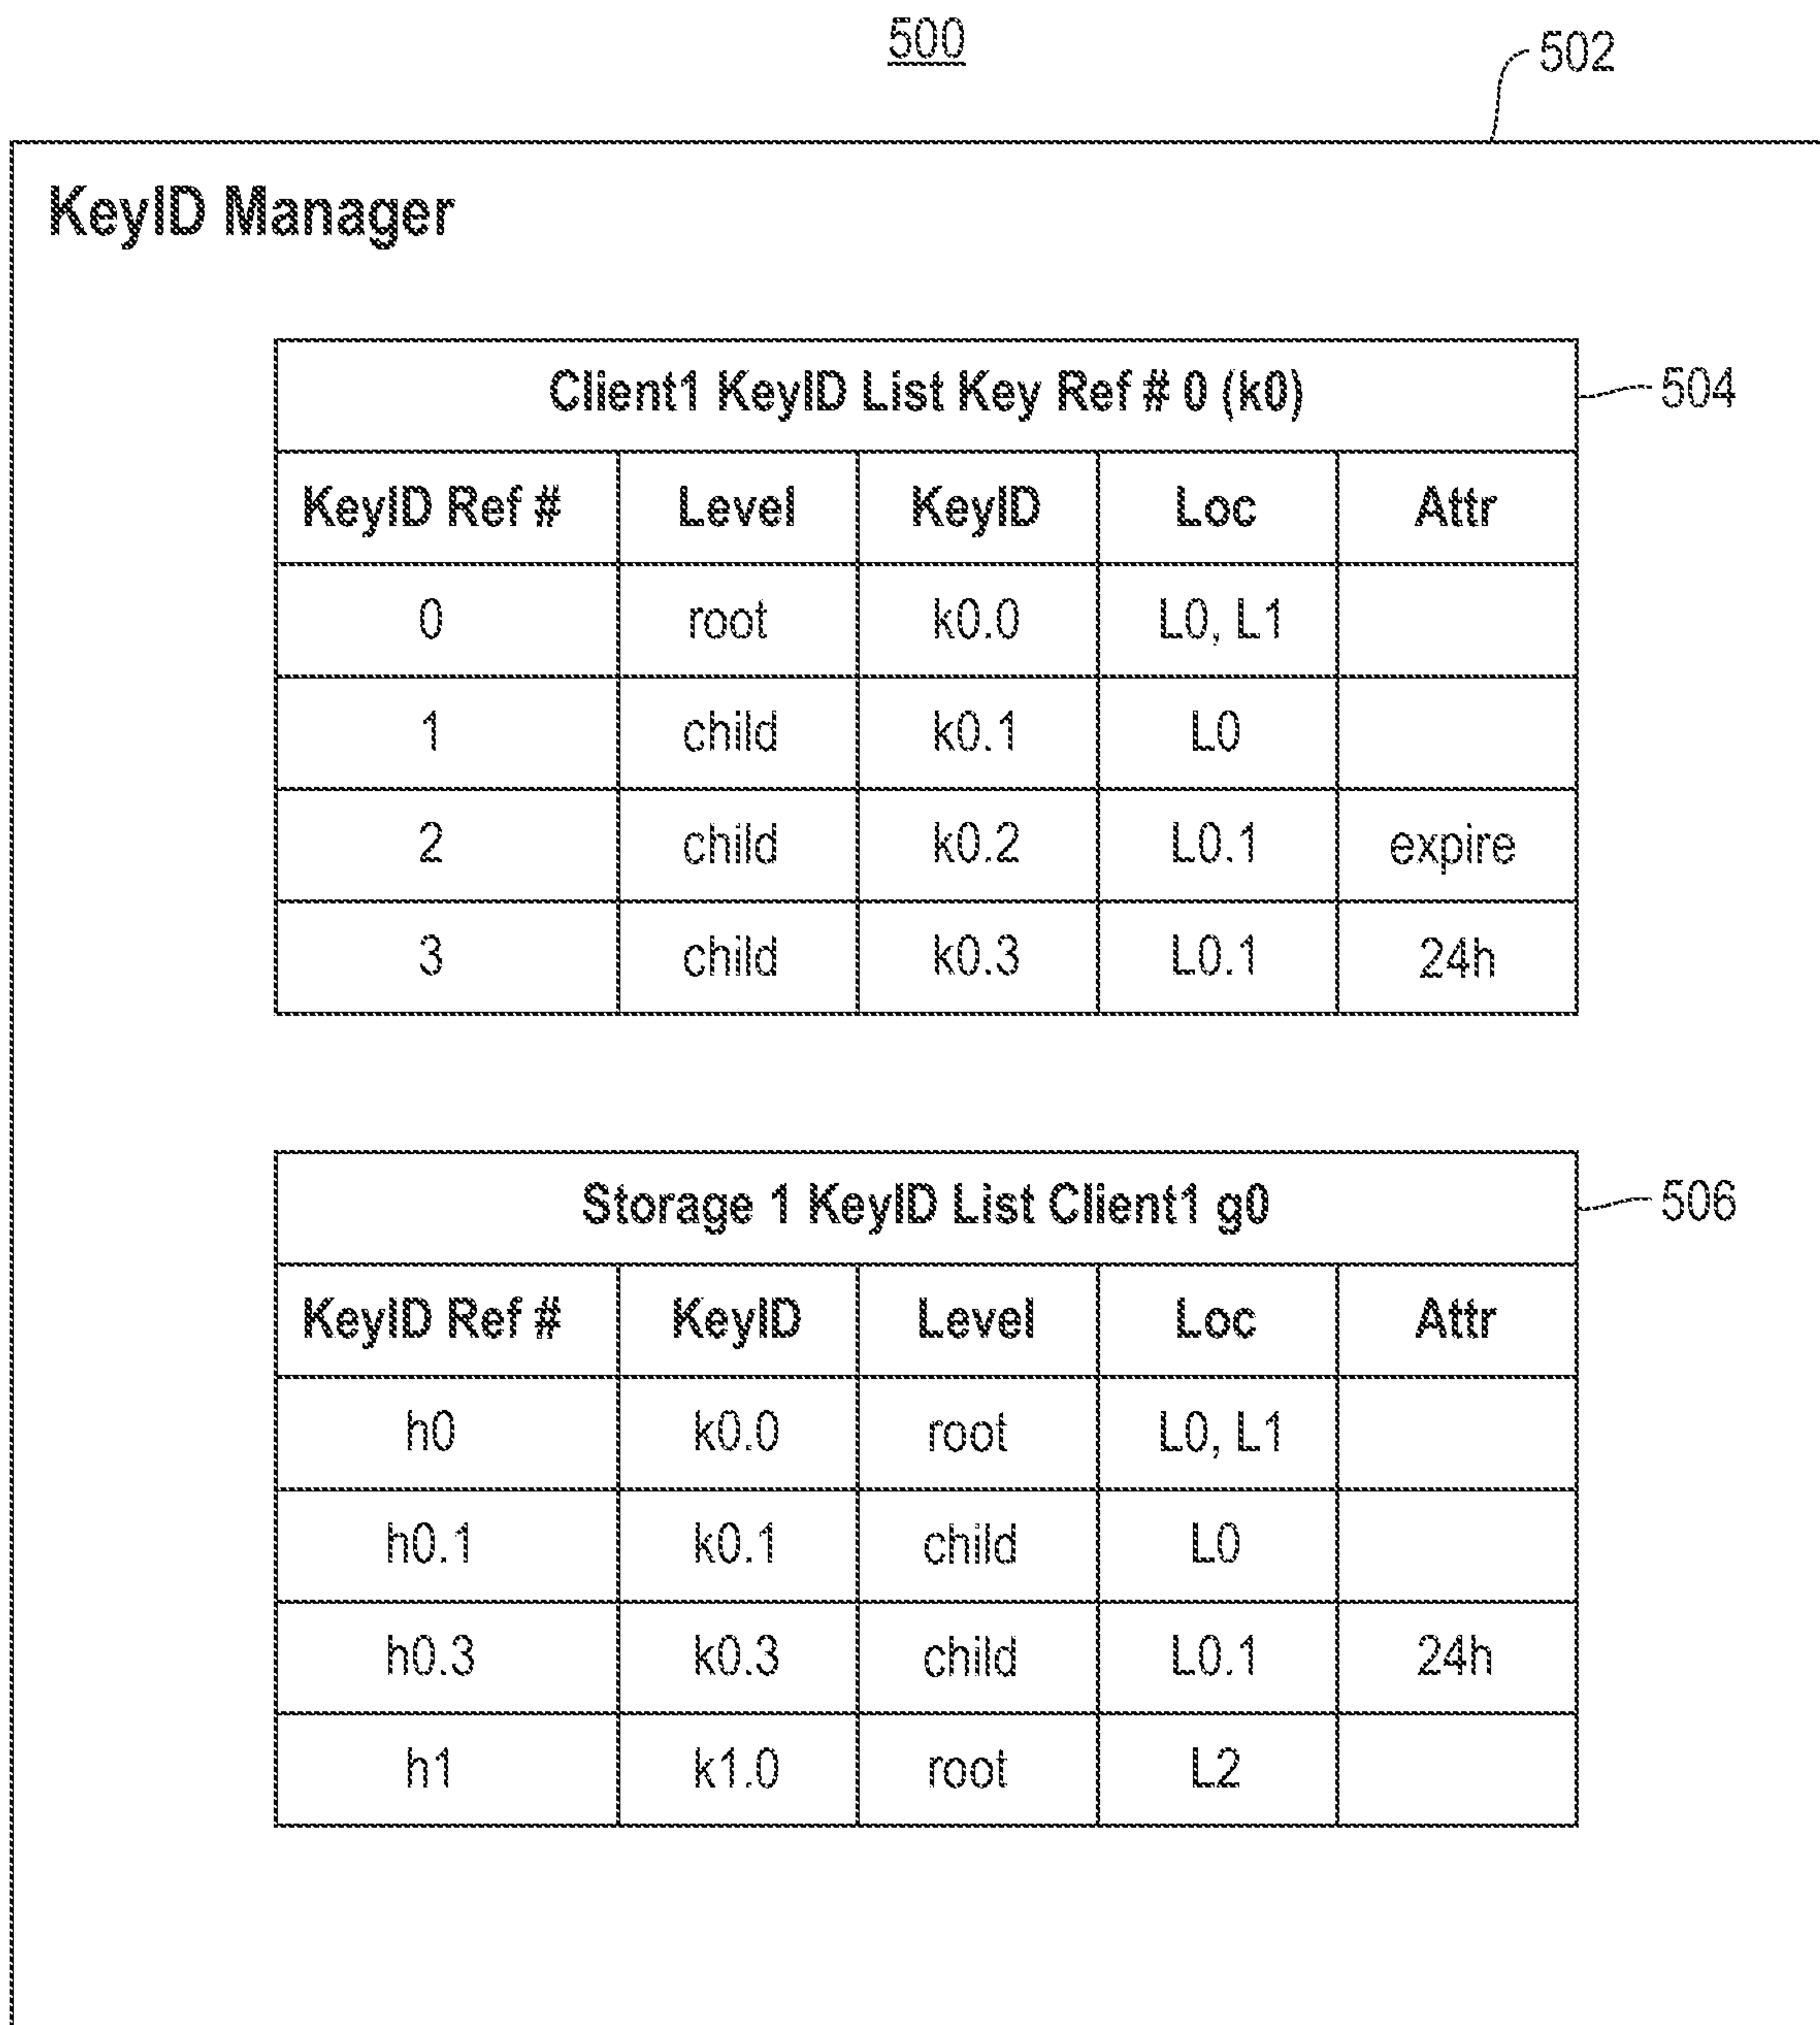 500
502
KeyID Manager
Client1 KeyID List Key Ref # 0 (k0)
504
KeyID Ref # Level KeyID Loc Attr
0 root k0.0 L0, L1
1 child k0.1 L0
2 child k0.2 L0.1 expire
3 child k0.3 L0.1 24h
Storage 1 KeyID List Client1 g0
506
KeyID Ref # KeyID Level Loc Attr
h0 k0.0 root L0, L1
h0.1 k0.1 child L0
h0.3 k0.3 child L0.1 24h
h1 k1.0 root L2